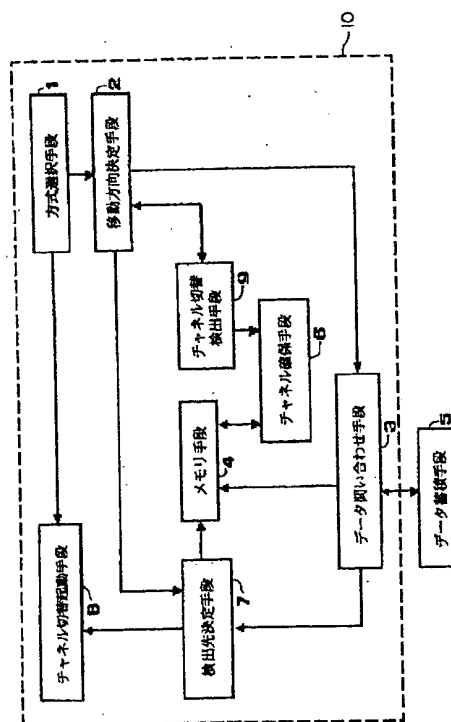 10
方式選択手段
1
移動方向決定手段
2
チャネル切替
検出手段
9
チャネル確保手段
6
メモリ手段
4
データ問い合わせ手段
3
データ蓄積手段
5
検出先決定手段
7
チャネル切替起動手段
8